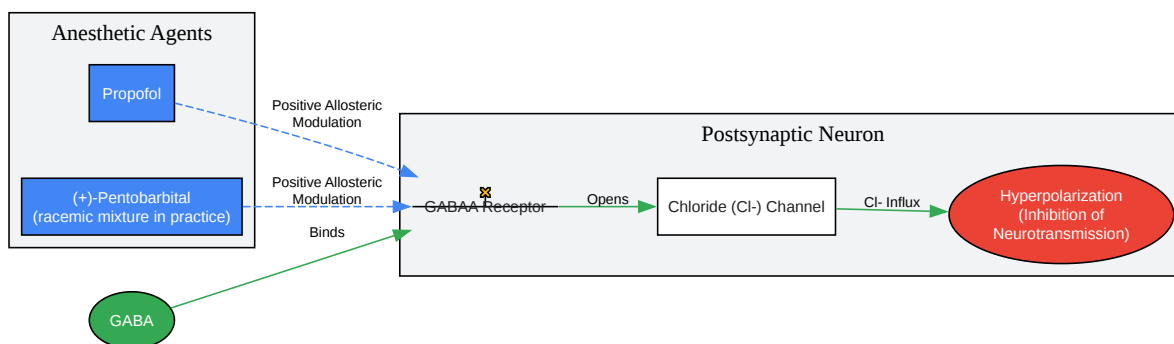 Anesthetic Agents
Propofol
(+)-Pentobarbital
(racemic mixture in practice)
Positive Allosteric
Modulation
Positive Allosteric
Modulation
Binds
GABA
Postsynaptic Neuron
GABAA Receptor
Opens
Chloride (Cl-) Channel
Cl- Influx
Hyperpolarization
(Inhibition of
Neurotransmission)